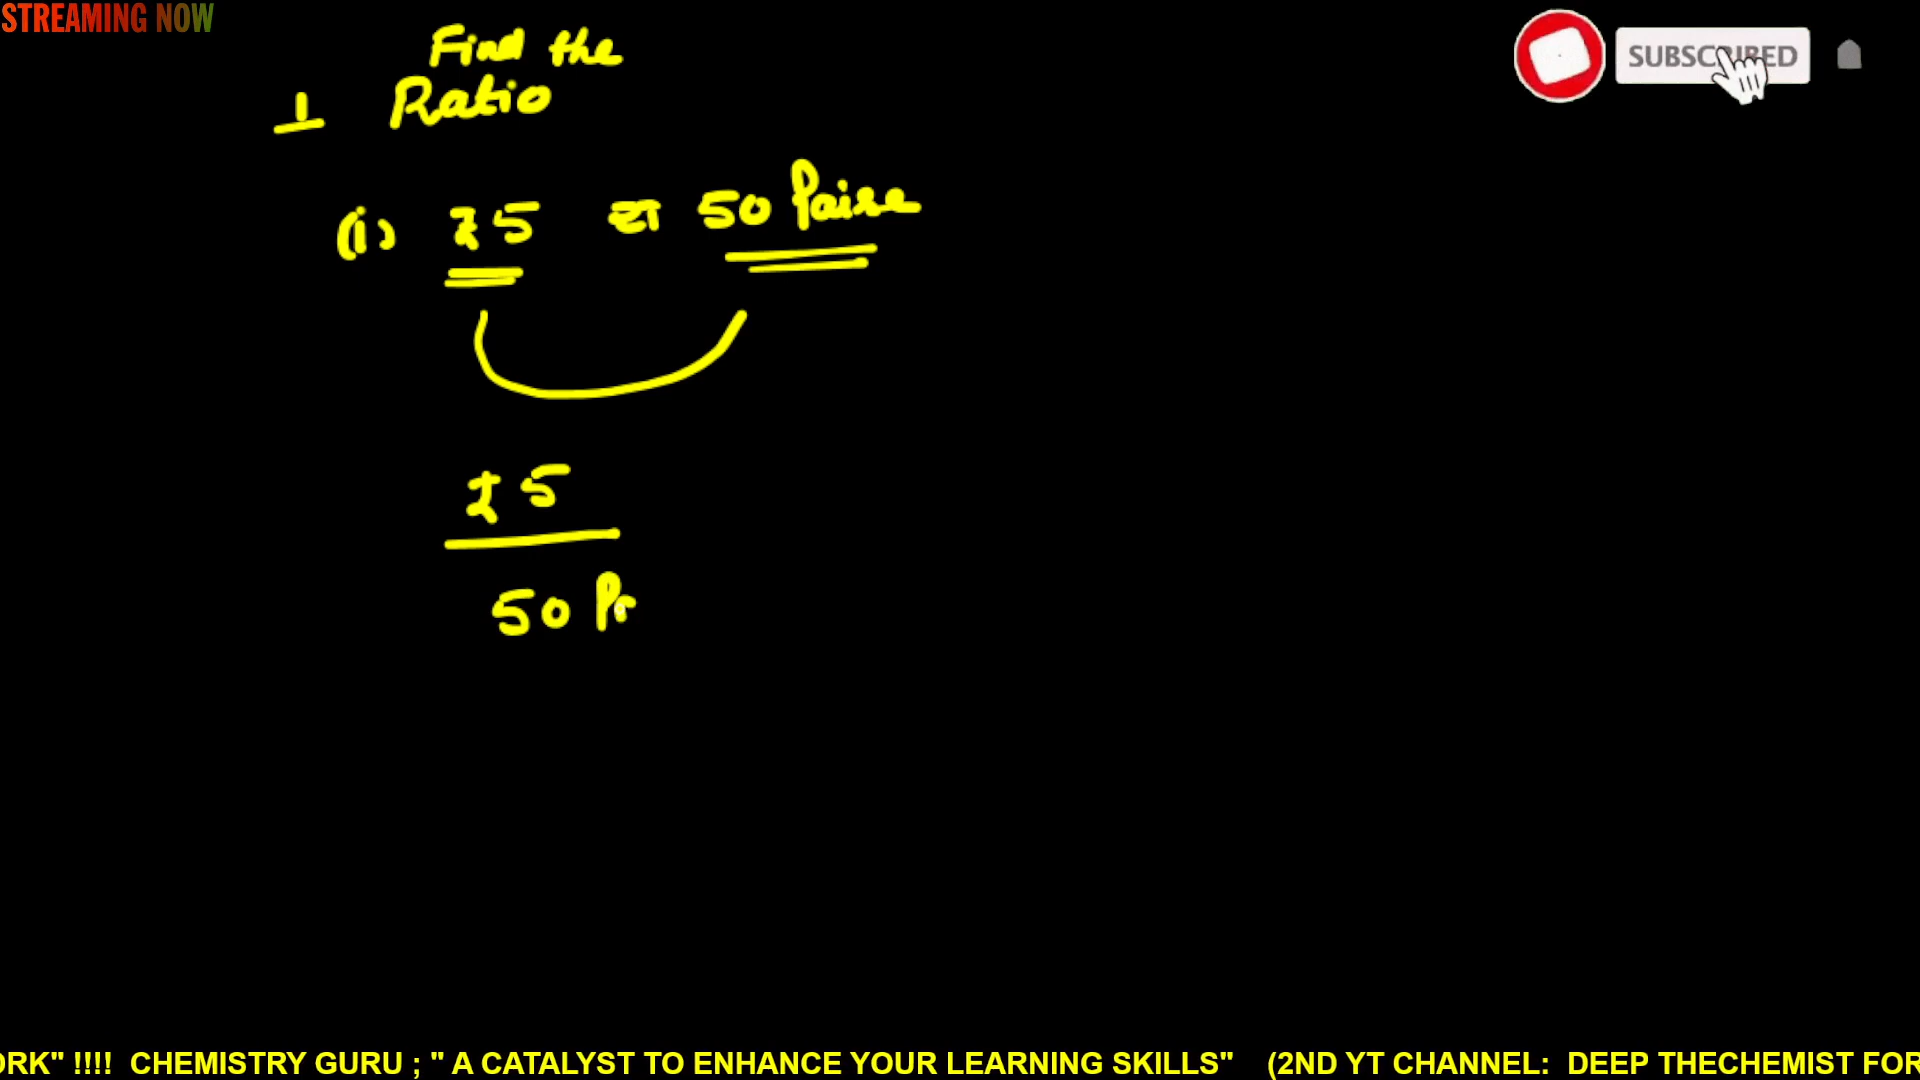 STREAMING NOW
SUBSCRIBED
Find the
1 Ratio
(i) ₹5 या 50 Paise
₹5
50 Pa
ORK" !!!! CHEMISTRY GURU ; " A CATALYST TO ENHANCE YOUR LEARNING SKILLS" (2ND YT CHANNEL: DEEP THECHEMIST FOR